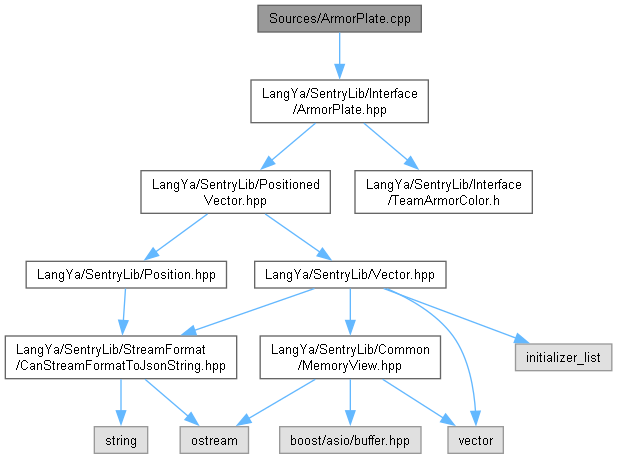 Sources/ArmorPlate.cpp
LangYa/SentryLib/Interface
/ArmorPlate.hpp
LangYa/SentryLib/Positioned
Vector.hpp
LangYa/SentryLib/Interface
/TeamArmorColor.h
LangYa/SentryLib/Position.hpp
LangYa/SentryLib/Vector.hpp
LangYa/SentryLib/StreamFormat
/CanStreamFormatToJsonString.hpp
LangYa/SentryLib/Common
/MemoryView.hpp
initializer_list
string
ostream
boost/asio/buffer.hpp
vector